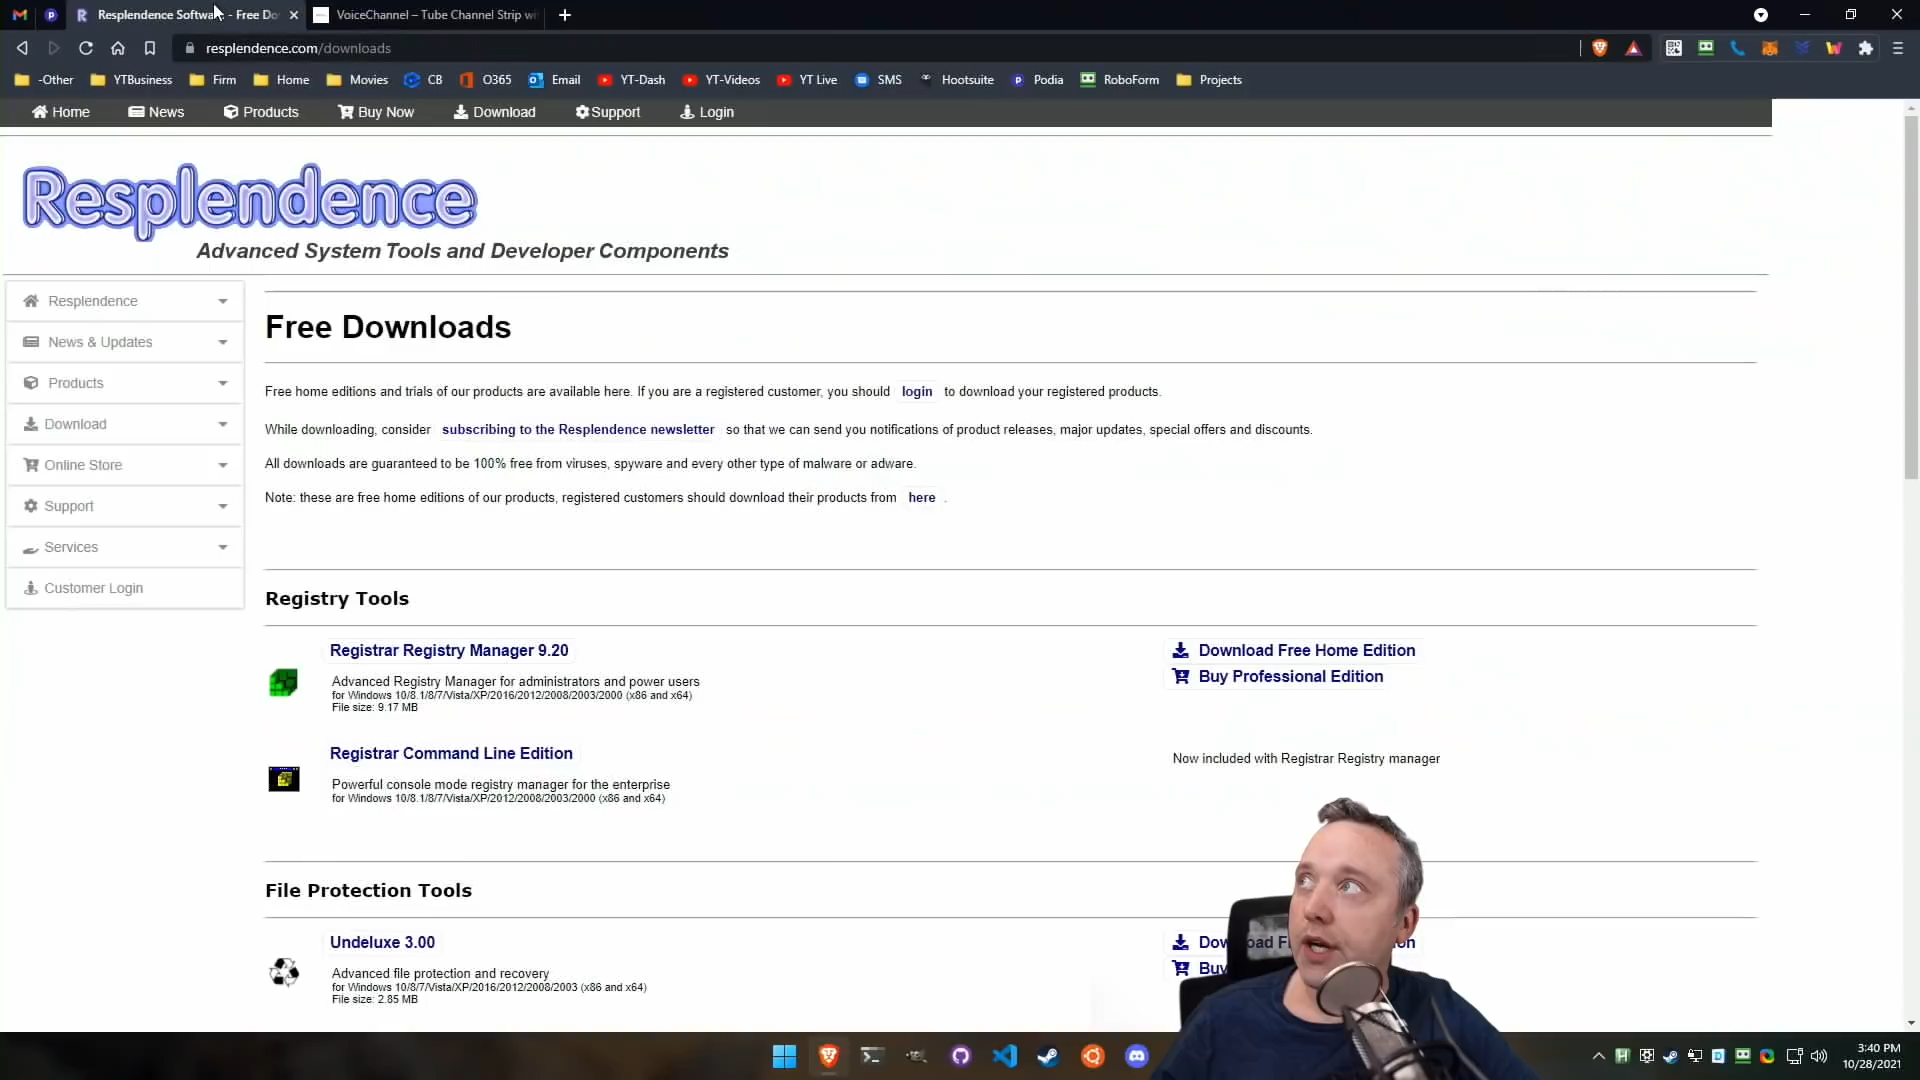 Resplendence Softwa - Free Do
VoiceChannel – Tube Channel Strip wi
resplendence.com/downloads
-Other
YTBusiness
Firm
Home
Movies
CB
O365
Email
YT-Dash
YT-Videos
YT Live
SMS
Hootsuite
Podia
RoboForm
Projects
Home
News
Products
Buy Now
Download
Support
Login
Resplendence
Advanced System Tools and Developer Components
Resplendence
News & Updates
Products
Download
Online Store
Support
Services
Customer Login
Free Downloads
Free home editions and trials of our products are available here. If you are a registered customer, you should login to download your registered products.
While downloading, consider subscribing to the Resplendence newsletter so that we can send you notifications of product releases, major updates, special offers and discounts.
All downloads are guaranteed to be 100% free from viruses, spyware and every other type of malware or adware.
Note: these are free home editions of our products, registered customers should download their products from here .
Registry Tools
Registrar Registry Manager 9.20
Advanced Registry Manager for administrators and power users
for Windows 10/8.1/8/7/Vista/XP/2016/2012/2008/2003/2000 (x86 and x64)
File size: 9.17 MB
Download Free Home Edition
Buy Professional Edition
Registrar Command Line Edition
Powerful console mode registry manager for the enterprise
for Windows 10/8.1/8/7/Vista/XP/2012/2008/2003/2000 (x86 and x64)
Now included with Registrar Registry manager
File Protection Tools
Undeluxe 3.00
Advanced file protection and recovery
for Windows 10/8/7/Vista/XP/2016/2012/2008/2003 (x86 and x64)
File size: 2.85 MB
Buy
3:40 PM
10/28/2021